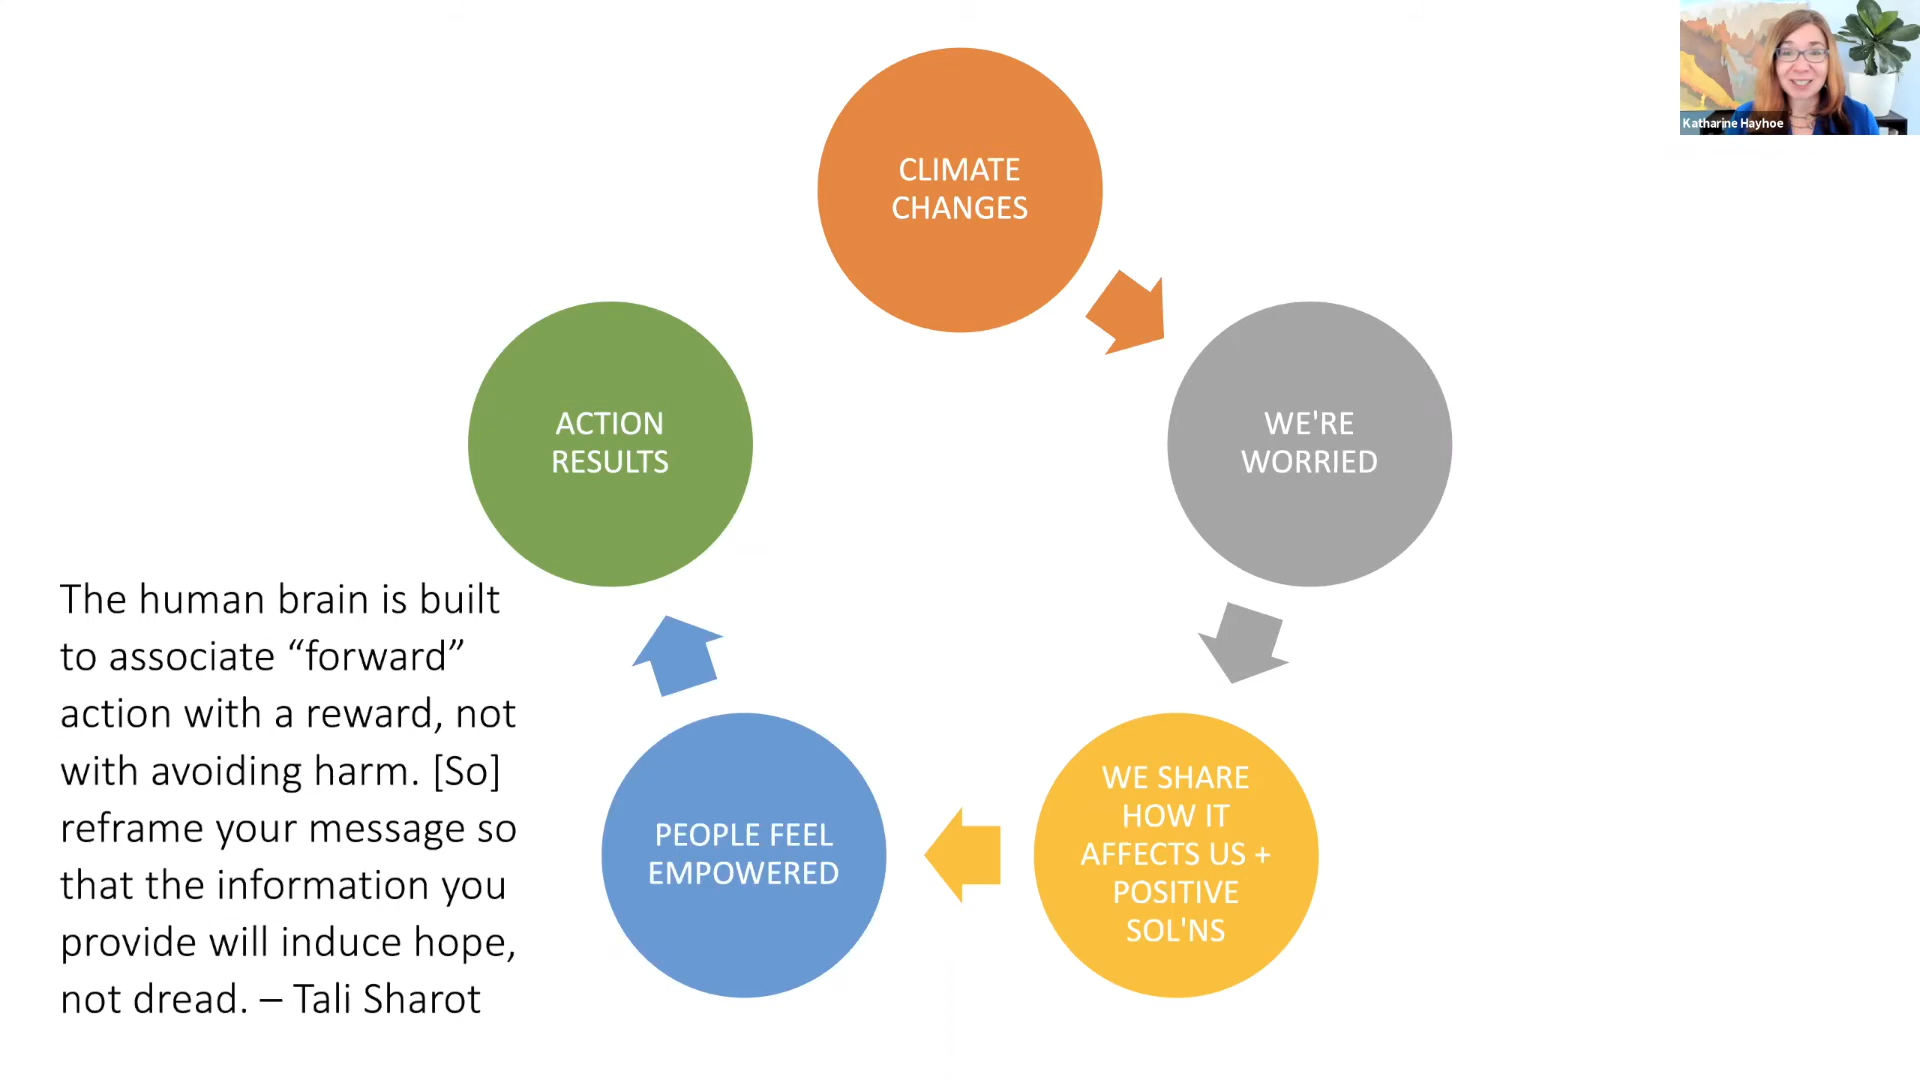 CLIMATE
CHANGES
Katharine Hayhoe
WE'RE
WORRIED
WE SHARE
HOW IT
AFFECTS US +
POSITIVE
SOL'NS
PEOPLE FEEL
EMPOWERED
ACTION
RESULTS
The human brain is built
to associate “forward”
action with a reward, not
with avoiding harm. [So]
reframe your message so
that the information you
provide will induce hope,
not dread. – Tali Sharot